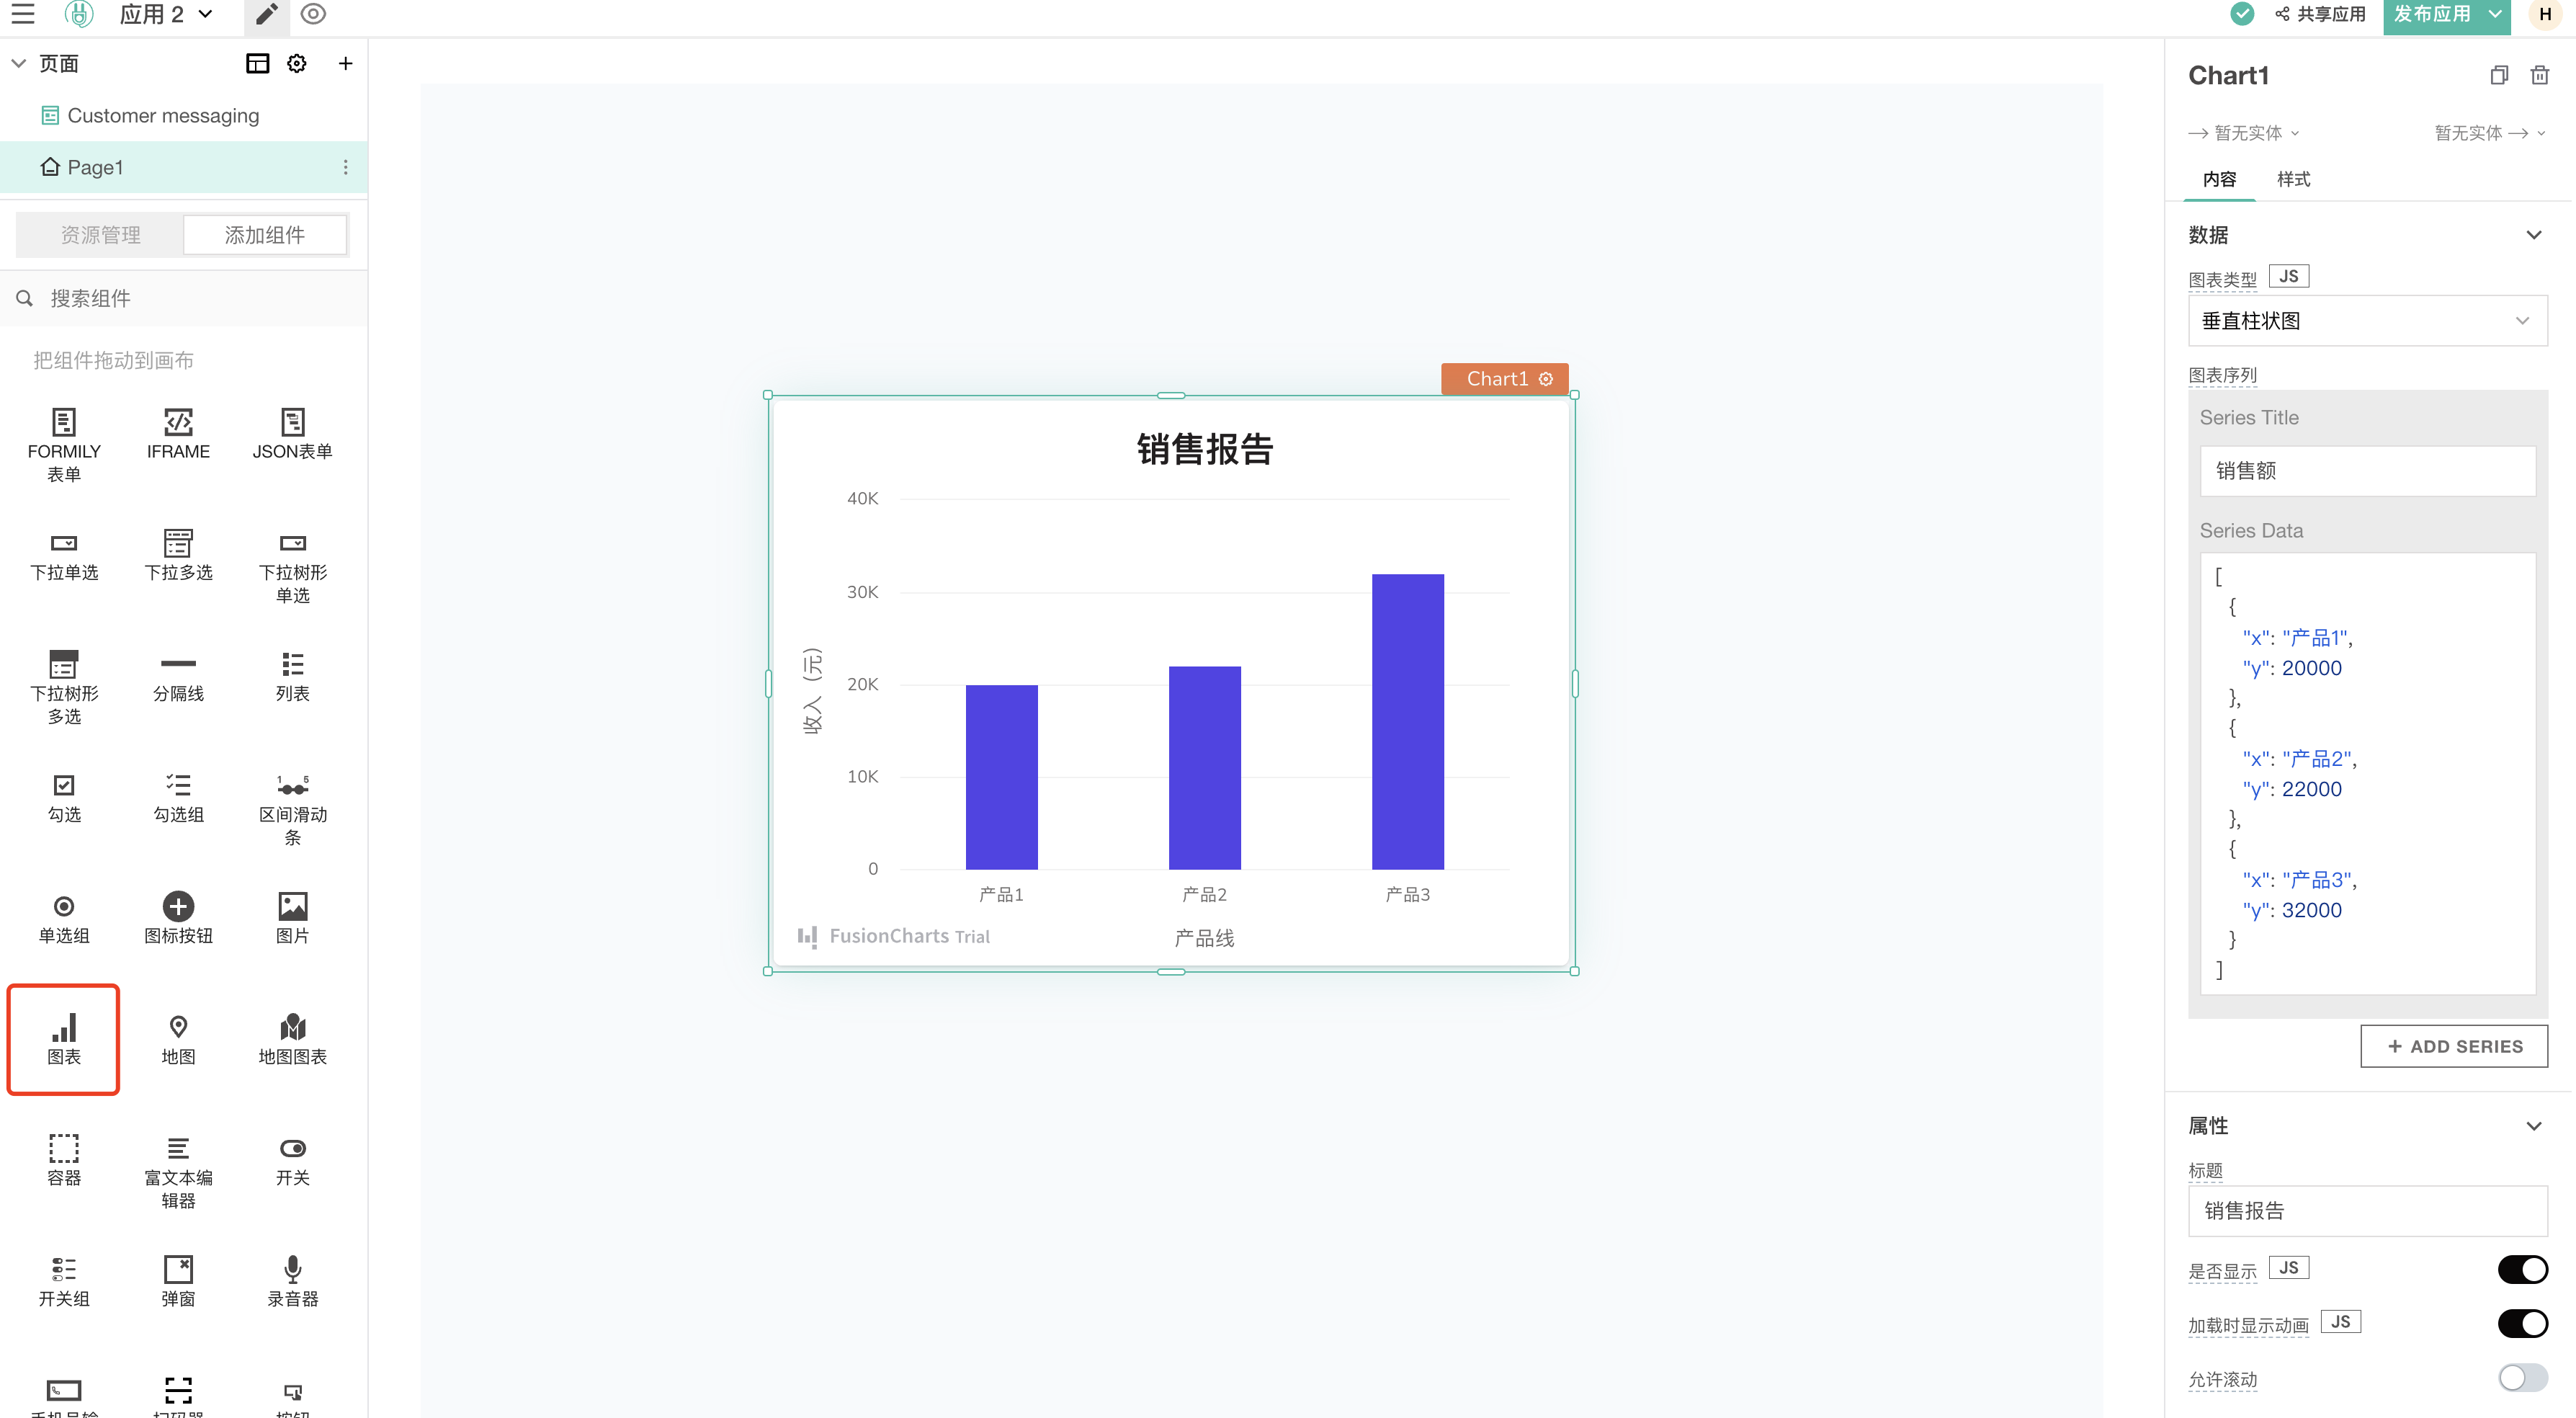 应用 2
共享应用
发布应用
H
页面
Customer messaging
Page1
资源管理
添加组件
搜索组件
把组件拖动到画布
FORMILY
表单
IFRAME
JSON表单
下拉单选
下拉多选
下拉树形
单选
下拉树形
多选
分隔线
列表
勾选
勾选组
1 5
区间滑动
条
单选组
图标按钮
图片
图表
地图
地图图表
容器
富文本编
辑器
开关
开关组
弹窗
录音器
Chart1
销售报告
40K
30K
20K
10K
0
收入（元）
产品1
产品2
产品3
产品线
FusionCharts Trial
Chart1
暂无实体
暂无实体
内容
样式
数据
图表类型
JS
垂直柱状图
图表序列
Series Title
销售额
Series Data
[
{
"x": "产品1",
"y": 20000
},
{
"x": "产品2",
"y": 22000
},
{
"x": "产品3",
"y": 32000
}
]
+ ADD SERIES
属性
标题
销售报告
是否显示
JS
加载时显示动画
JS
允许滚动